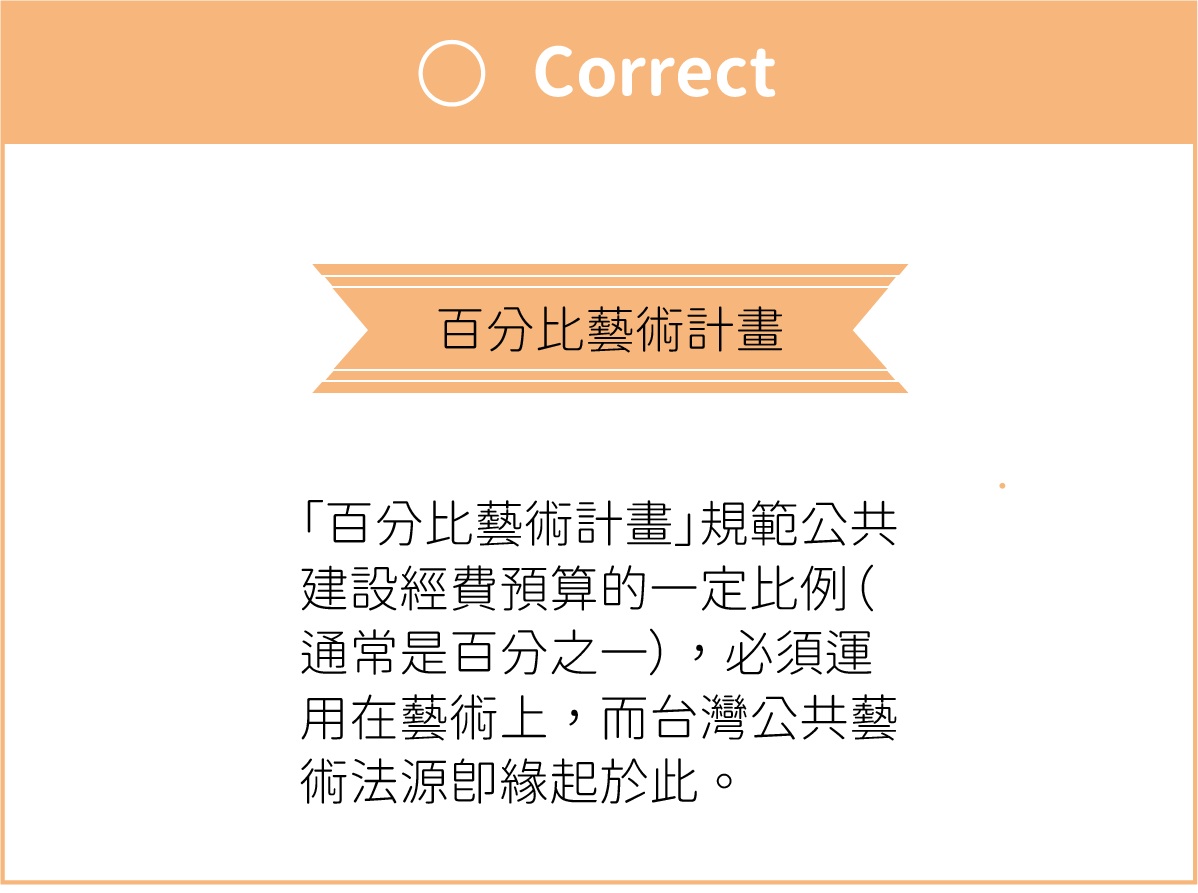 Correct
百分比藝術計畫
「百分比藝術計畫」規範公共
建設經費預算的一定比例（
通常是百分之一），必須運
用在藝術上，而台灣公共藝
術法源即緣起於此。